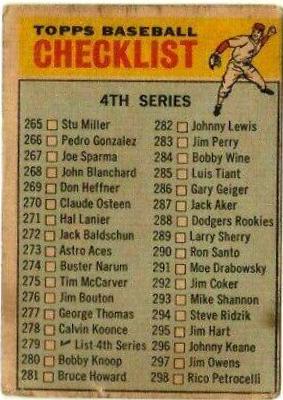 TOPPS BASEBALL
CHECKLIST
4TH SERIES
265 Stu Miller
266 Pedro Gonzalez
267 Joe Sparma
268 John Blanchard
269 Don Heffner
270 Claude Osteen
271 Hal Lanier
272 Jack Baldschun
273 Astro Aces
274 Buster Narum
275 Tim McCarver
276 Jim Bouton
277 George Thomas
278 Calvin Koonce
279 List-4th Series
280 Bobby Knoop
281 Bruce Howard
282 Johnny Lewis
283 Jim Perry
284 Bobby Wine
285 Luis Tiant
286 Gary Geiger
287 Jack Aker
288 Dodgers Rookies
289 Larry Sherry
290 Ron Santo
291 Moe Drabowsky
292 Jim Coker
293 Mike Shannon
294 Steve Ridzik
295 Jim Hart
296 Johnny Keane
297 Jim Owens
298 Rico Petrocelli